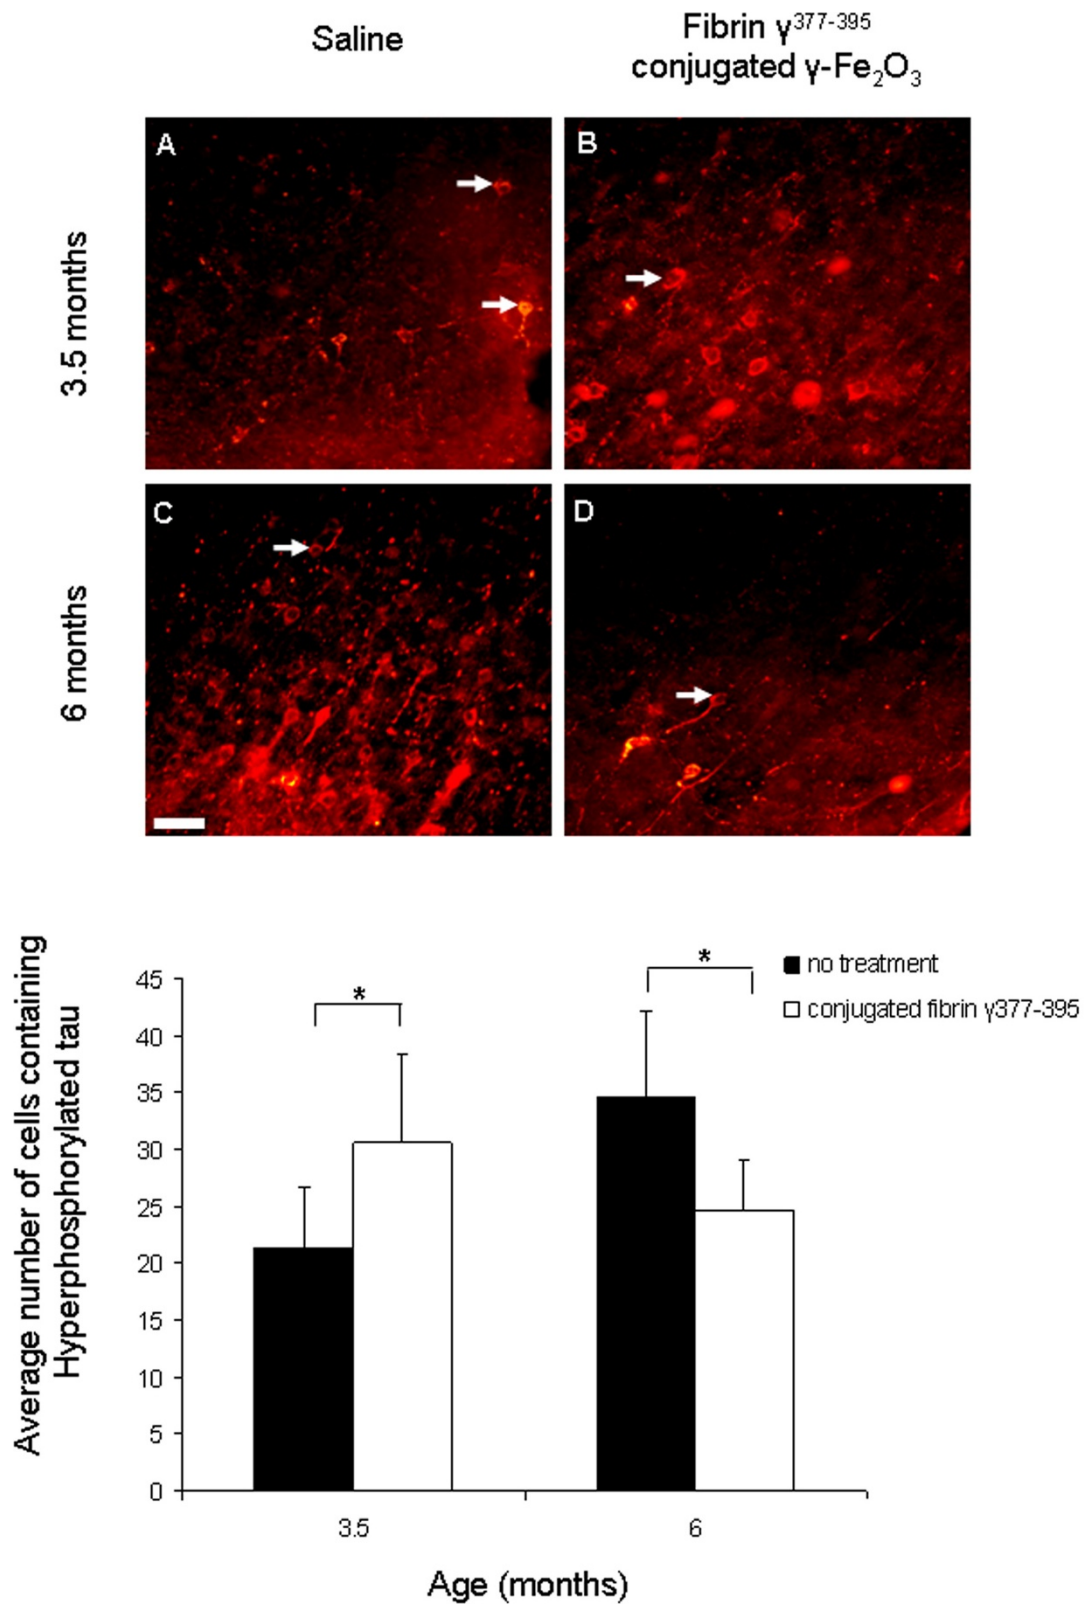 Saline
Fibrin γ377-395
conjugated γ-Fe2O3
3.5 months
A
B
6 months
C
D
Average number of cells containing
Hyperphosphorylated tau
45
40
35
30
25
20
15
10
5
0
*
*
no treatment
conjugated fibrin γ377-395
3.5
6
Age (months)